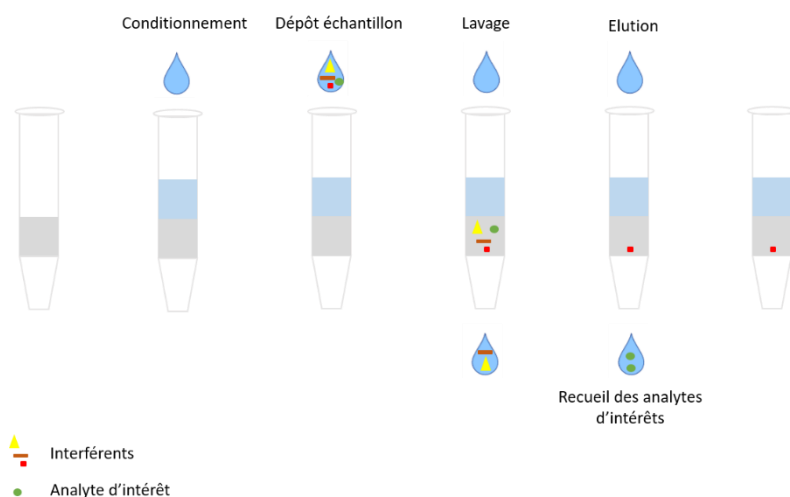 Conditionnement
Dépôt échantillon
Lavage
Elution
Recueil des analytes
d'intérêts
Interférents
Analyte d'intérêt